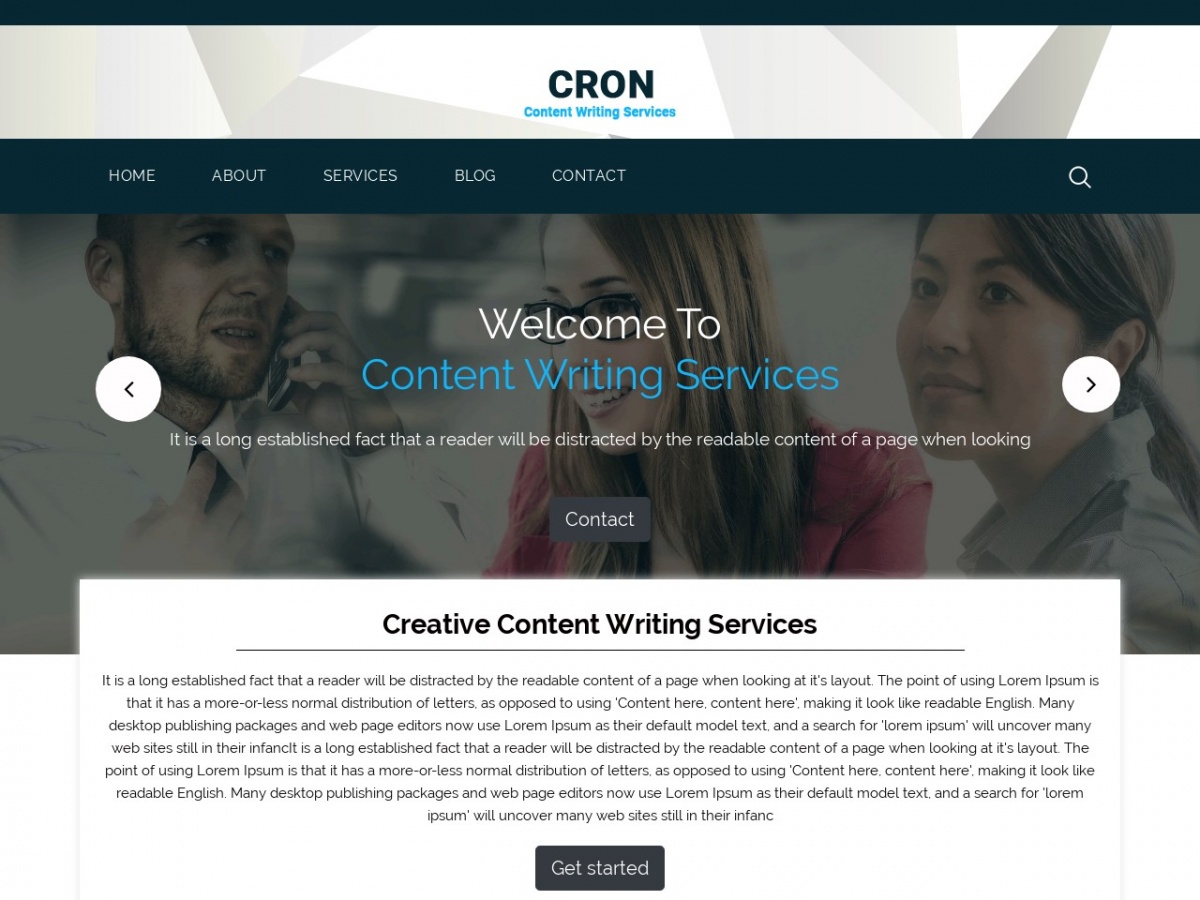 CRON
Content Writing Services
HOME ABOUT SERVICES BLOG CONTACT
Welcome To
Content Writing Services
It is a long established fact that a reader will be distracted by the readable content of a page when looking
Contact
Creative Content Writing Services
It is a long established fact that a reader will be distracted by the readable content of a page when looking at it's layout. The point of using Lorem Ipsum is
that it has a more-or-less normal distribution of letters, as opposed to using 'Content here, content here', making it look like readable English. Many
desktop publishing packages and web page editors now use Lorem Ipsum as their default model text, and a search for 'lorem ipsum' will uncover many
web sites still in their infancIt is a long established fact that a reader will be distracted by the readable content of a page when looking at it's layout. The
point of using Lorem Ipsum is that it has a more-or-less normal distribution of letters, as opposed to using 'Content here, content here', making it look like
readable English. Many desktop publishing packages and web page editors now use Lorem Ipsum as their default model text, and a search for 'lorem
ipsum' will uncover many web sites still in their infanc
Get started